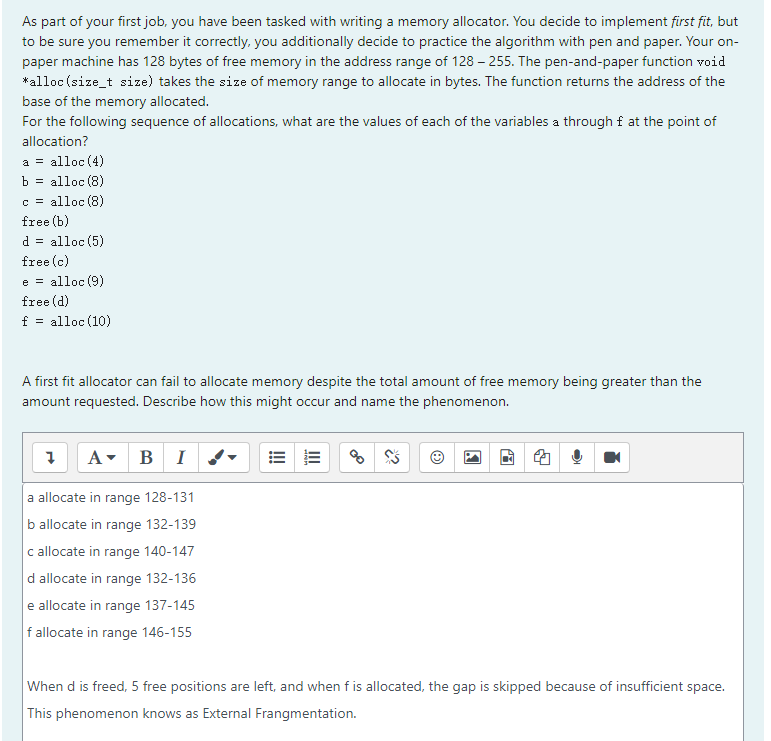 As part of your first job, you have been tasked with writing a memory allocator. You decide to implement first fit, but
to be sure you remember it correctly, you additionally decide to practice the algorithm with pen and paper. Your on-
paper machine has 128 bytes of free memory in the address range of 128 – 255. The pen-and-paper function void
*alloc(size_t size) takes the size of memory range to allocate in bytes. The function returns the address of the
base of the memory allocated.
For the following sequence of allocations, what are the values of each of the variables a through f at the point of
allocation?
a = alloc(4)
b = alloc(8)
c = alloc(8)
free(b)
d = alloc(5)
free(c)
e = alloc(9)
free(d)
f = alloc(10)
A first fit allocator can fail to allocate memory despite the total amount of free memory being greater than the
amount requested. Describe how this might occur and name the phenomenon.
A B I
a allocate in range 128-131
b allocate in range 132-139
c allocate in range 140-147
d allocate in range 132-136
e allocate in range 137-145
f allocate in range 146-155
When d is freed, 5 free positions are left, and when f is allocated, the gap is skipped because of insufficient space.
This phenomenon knows as External Frangmentation.